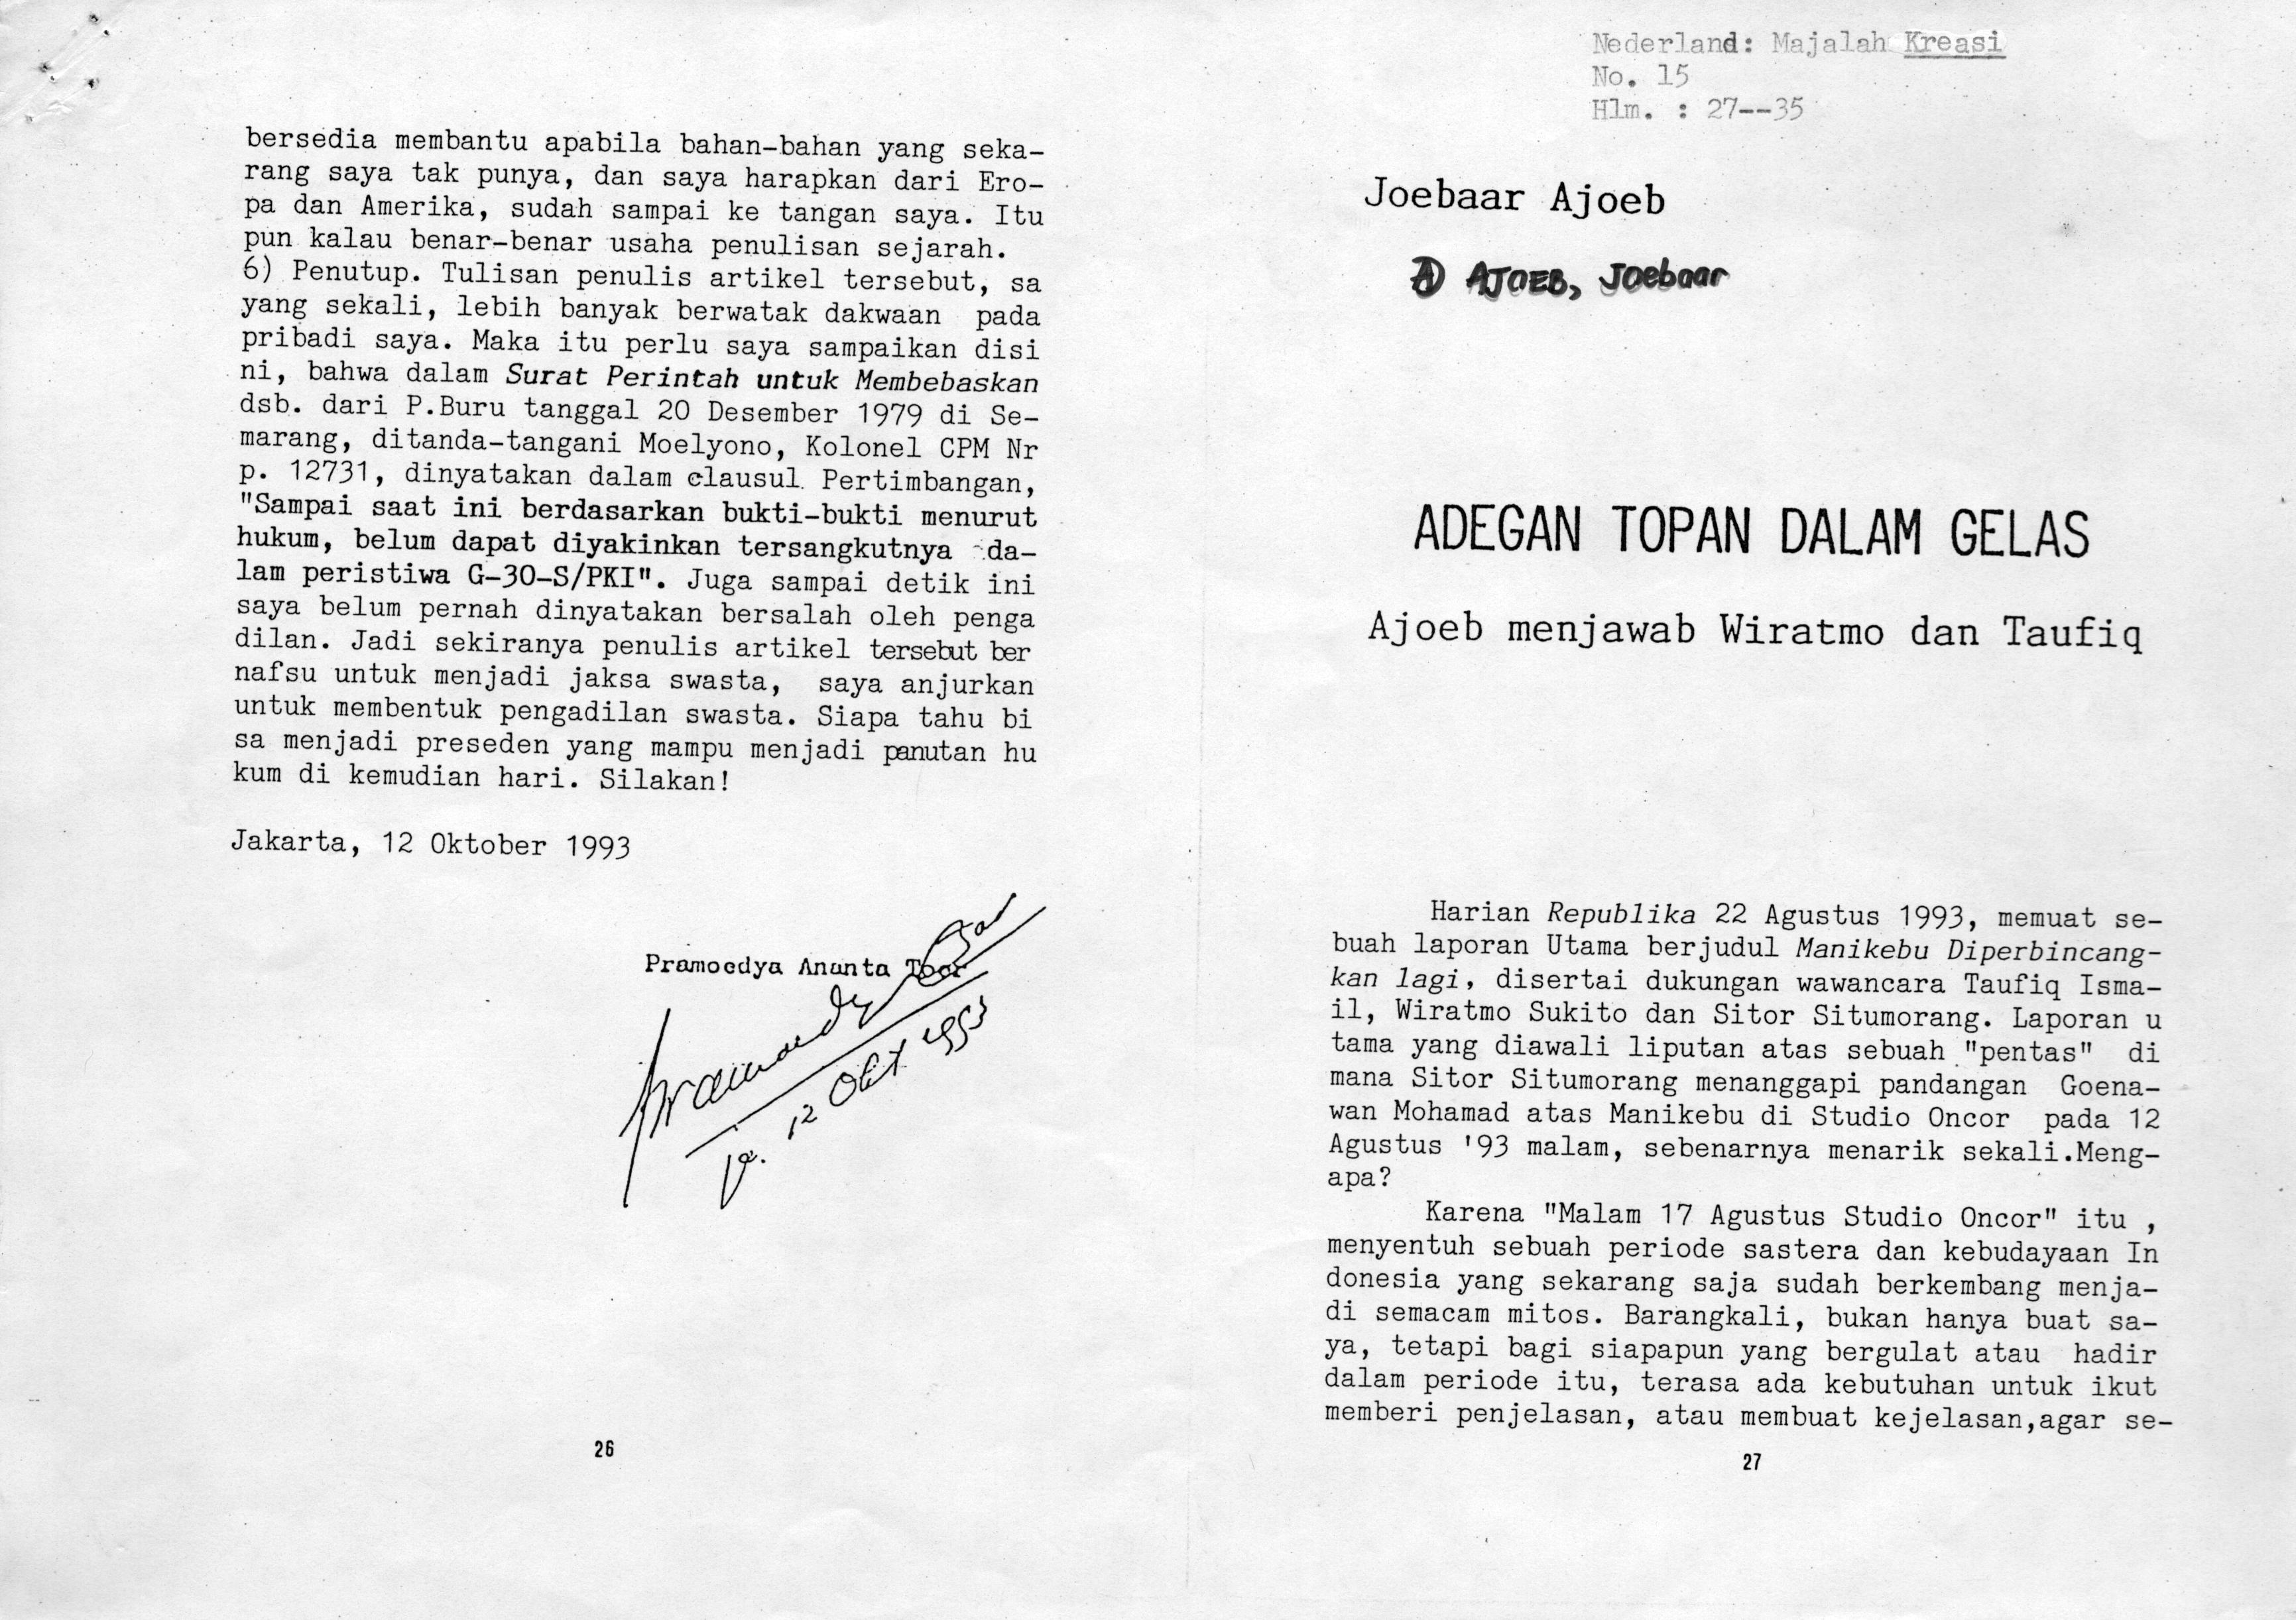 bersedia membantu apabila bahan-bahan yang seka-
rang saya tak punya, dan saya harapkan dari Ero-
pa dan Amerika, sudah sampai ke tangan saya. Itu
pun kalau benar-benar usaha penulisan sejarah.
6) Penutup. Tulisan penulis artikel tersebut, sa
yang sekali, lebih banyak berwatak dakwaan pada
pribadi saya. Maka itu perlu saya sampaikan disi
ni, bahwa dalam Surat Perintah untuk Membebaskan
dsb. dari P.Buru tanggal 20 Desember 1979 di Se-
marang, ditanda-tangani Moelyono, Kolonel CPM Nr
p. 12731, dinyatakan dalam clausul Pertimbangan,
"Sampai saat ini berdasarkan bukti-bukti menurut
hukum, belum dapat diyakinkan tersangkutnya da-
lam peristiwa G-30-S/PKI". Juga sampai detik ini
saya belum pernah dinyatakan bersalah oleh penga
dilan. Jadi sekiranya penulis artikel tersebut ber
nafsu untuk menjadi jaksa swasta, saya anjurkan
untuk membentuk pengadilan swasta. Siapa tahu bi
sa menjadi preseden yang mampu menjadi panutan hu
kum di kemudian hari. Silakan!
Jakarta, 12 Oktober 1993
Pramoedya Ananta Toer
12 Okt 1993
26
Nederland: Majalah Kreasi
No. 15
Hlm. : 27--35
Joebaar Ajoeb
A AJOEB, Joebaar
ADEGAN TOPAN DALAM GELAS
Ajoeb menjawab Wiratmo dan Taufiq
Harian Republika 22 Agustus 1993, memuat se-
buah laporan Utama berjudul Manikebu Diperbincang-
kan lagi, disertai dukungan wawancara Taufiq Isma-
il, Wiratmo Sukito dan Sitor Situmorang. Laporan u
tama yang diawali liputan atas sebuah "pentas" di
mana Sitor Situmorang menanggapi pandangan Goena-
wan Mohamad atas Manikebu di Studio Oncor pada 12
Agustus '93 malam, sebenarnya menarik sekali.Meng-
apa?
Karena "Malam 17 Agustus Studio Oncor" itu ,
menyentuh sebuah periode sastera dan kebudayaan In
donesia yang sekarang saja sudah berkembang menja-
di semacam mitos. Barangkali, bukan hanya buat sa-
ya, tetapi bagi siapapun yang bergulat atau hadir
dalam periode itu, terasa ada kebutuhan untuk ikut
memberi penjelasan, atau membuat kejelasan,agar se-
27